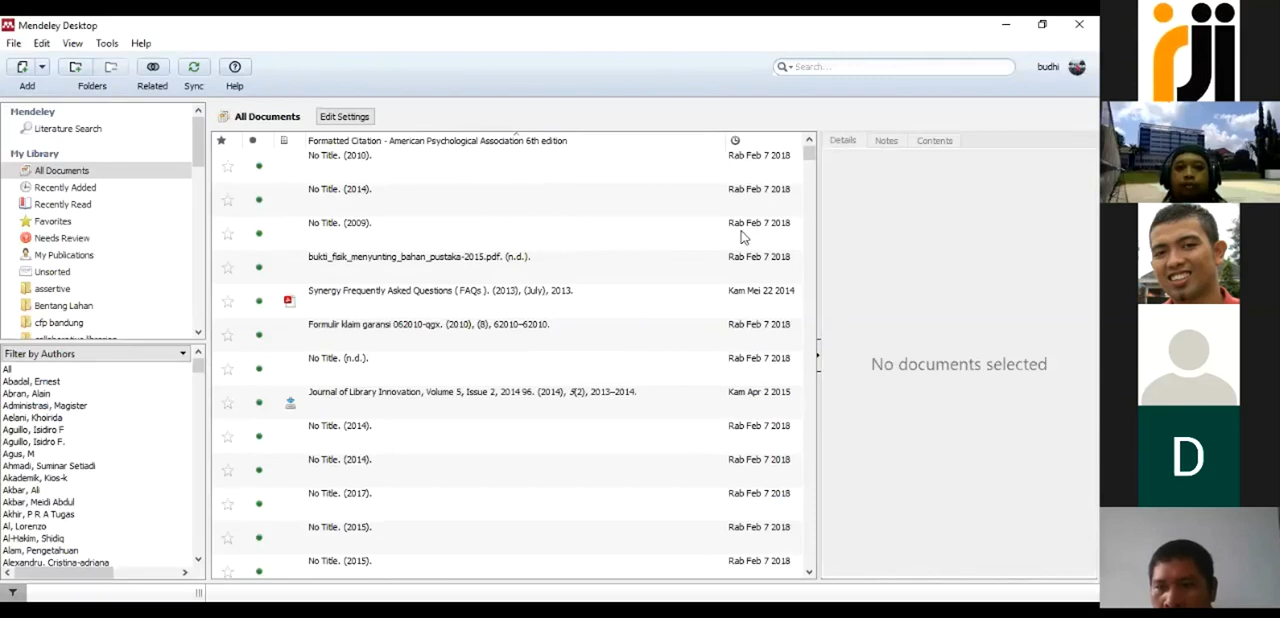 Mendeley Desktop
File Edit View Tools Help
Add Folders Related Sync Help
Search...
budhi
Mendeley
Literature Search
My Library
All Documents
Recently Added
Recently Read
Favorites
Needs Review
My Publications
Unsorted
assertive
Bentang Lahan
cfp bandung
Filter by Authors
All
Abadal, Ernest
Abran, Alain
Administrasi, Magister
Aelani, Khoirida
Aguillo, Isidiro F
Aguillo, Isidro F.
Agus, M
Ahmadi, Suminar Setiadi
Akademik, Kios-k
Akbar, Ali
Akbar, Meidi Abdul
Akhir, P R A Tugas
Al, Lorenzo
Al-Hakim, Shidiq
Alam, Pengetahuan
Alexandru, Cristina-adriana
All Documents Edit Settings
Formatted Citation - American Psychological Association 6th edition
No Title. (2010). Rab Feb 7 2018
No Title. (2014). Rab Feb 7 2018
No Title. (2009). Rab Feb 7 2018
bukti_fisik_menyunting_bahan_pustaka-2015.pdf. (n.d.). Rab Feb 7 2018
Synergy Frequently Asked Questions ( FAQs ). (2013), (July), 2013. Kam Mei 22 2014
Formulir klaim garansi 062010-qgx. (2010), (8), 62010–62010. Rab Feb 7 2018
No Title. (n.d.). Rab Feb 7 2018
Journal of Library Innovation, Volume 5, Issue 2, 2014 96. (2014), 5(2), 2013–2014. Kam Apr 2 2015
No Title. (2014). Rab Feb 7 2018
No Title. (2014). Rab Feb 7 2018
No Title. (2017). Rab Feb 7 2018
No Title. (2015). Rab Feb 7 2018
No Title. (2015). Rab Feb 7 2018
Details Notes Contents
No documents selected
rji
D